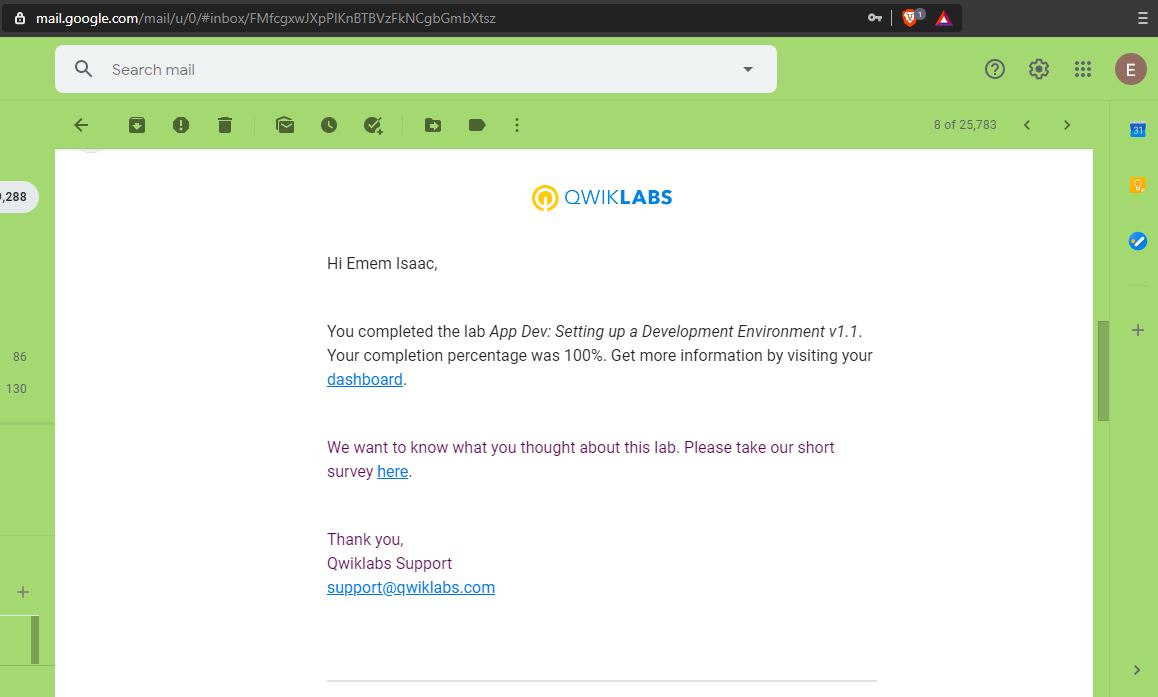 mail.google.com/mail/u/0/#inbox/FMfcgxwJXpPlKnBTBVzFkNCgbGmbXtsz
1
Search mail
E
8 of 25,783
31
,288
QWIKLABS
Hi Emem Isaac,
You completed the lab App Dev: Setting up a Development Environment v1.1.
Your completion percentage was 100%. Get more information by visiting your
dashboard.
86
130
We want to know what you thought about this lab. Please take our short
survey here.
Thank you,
Qwiklabs Support
support@qwiklabs.com